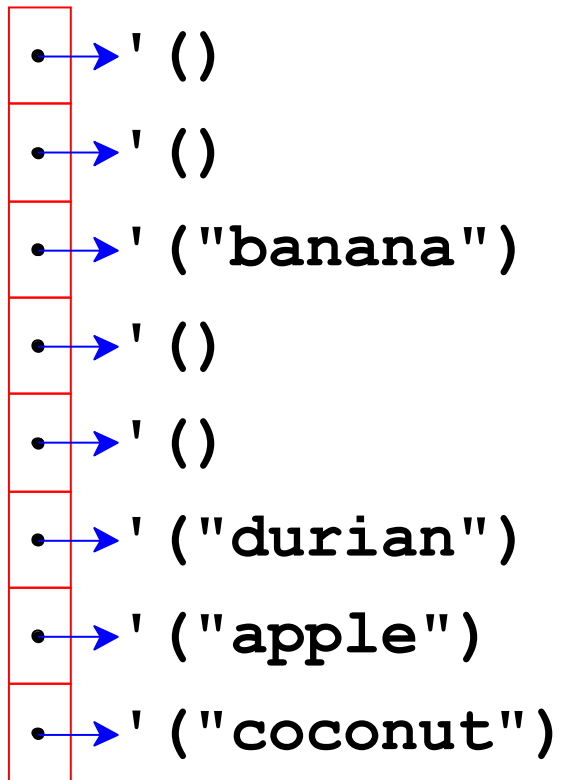 '()
'()
'("banana")
'()
'()
'("durian")
'("apple")
'("coconut")